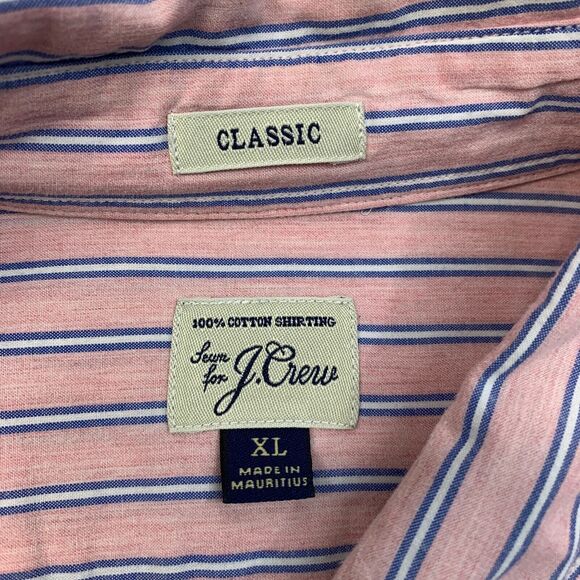 CLASSIC
100% COTTON SHIRTING
Sewn
for J.Crew
XL
MADE IN
MAURITIUS